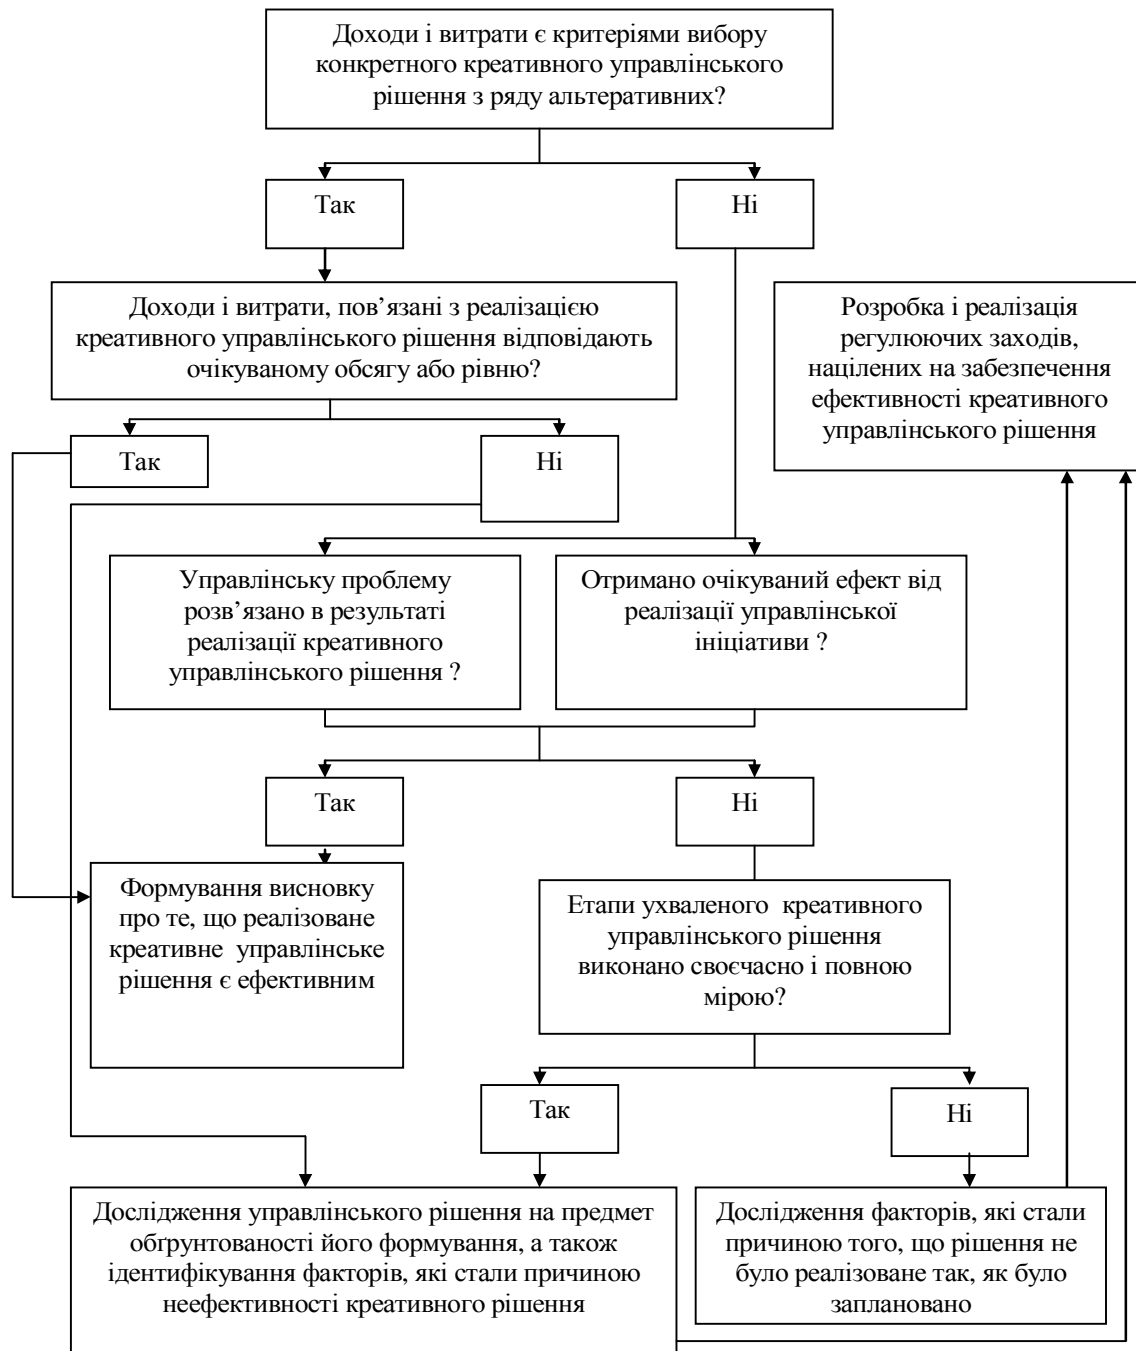 Доходи і витрати є критеріями вибору
конкретного креативного управлінського
рішення з ряду альтеративних?
Так
Ні
Доходи і витрати, пов’язані з реалізацією
креативного управлінського рішення відповідають
очікуваному обсягу або рівню?
Розробка і реалізація
регулюючих заходів,
націлених на забезпечення
ефективності креативного
управлінського рішення
Так
Ні
Управлінську проблему
розв’язано в результаті
реалізації креативного
управлінського рішення ?
Отримано очікуваний ефект від
реалізації управлінської
ініціативи ?
Так
Ні
Формування висновку
про те, що реалізоване
креативне управлінське
рішення є ефективним
Етапи ухваленого креативного
управлінського рішення
виконано своєчасно і повною
мірою?
Так
Ні
Дослідження управлінського рішення на предмет
обґрунтованості його формування, а також
ідентифікування факторів, які стали причиною
неефективності креативного рішення
Дослідження факторів, які стали
причиною того, що рішення не
було реалізоване так, як було
заплановано